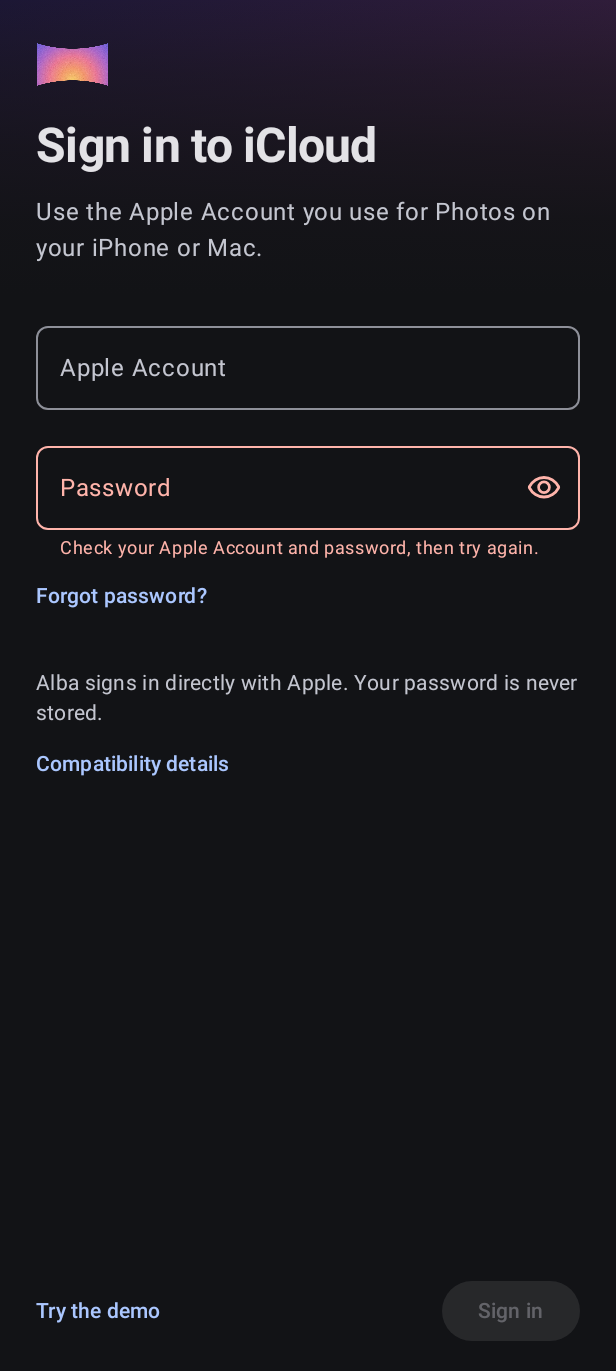 Sign in to iCloud
Use the Apple Account you use for Photos on
your iPhone or Mac.
Apple Account
Password
Check your Apple Account and password, then try again.
Forgot password?
Alba signs in directly with Apple. Your password is never
stored.
Compatibility details
Try the demo
Sign in